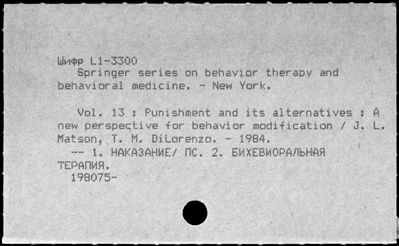 Шифр L1-3300
Springer series on behavior therapy and
behavioral medicine. - New York.
Vol. 13 : Punishment and its alternatives : A
new perspective for behavior modification / J. L.
Matson, T. M. DiLorenzo. - 1984.
-- 1. НАКАЗАНИЕ/ ПС. 2. БИХЕВИОРАЛЬНАЯ
ТЕРАПИЯ.
198075-